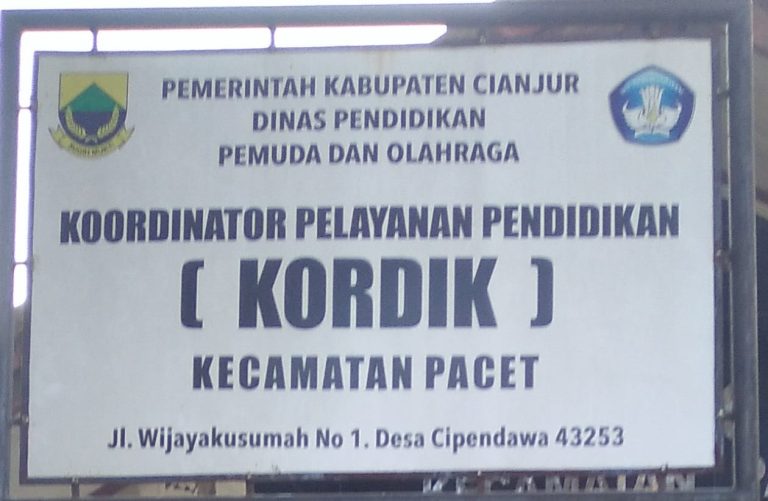 PEMERINTAH KABUPATEN CIANJUR
DINAS PENDIDIKAN
PEMUDA DAN OLAHRAGA
KOORDINATOR PELAYANAN PENDIDIKAN
( KORDIK )
KECAMATAN PACET
Jl. Wijayakusumah No 1. Desa Cipendawa 43253
KECAMATAN